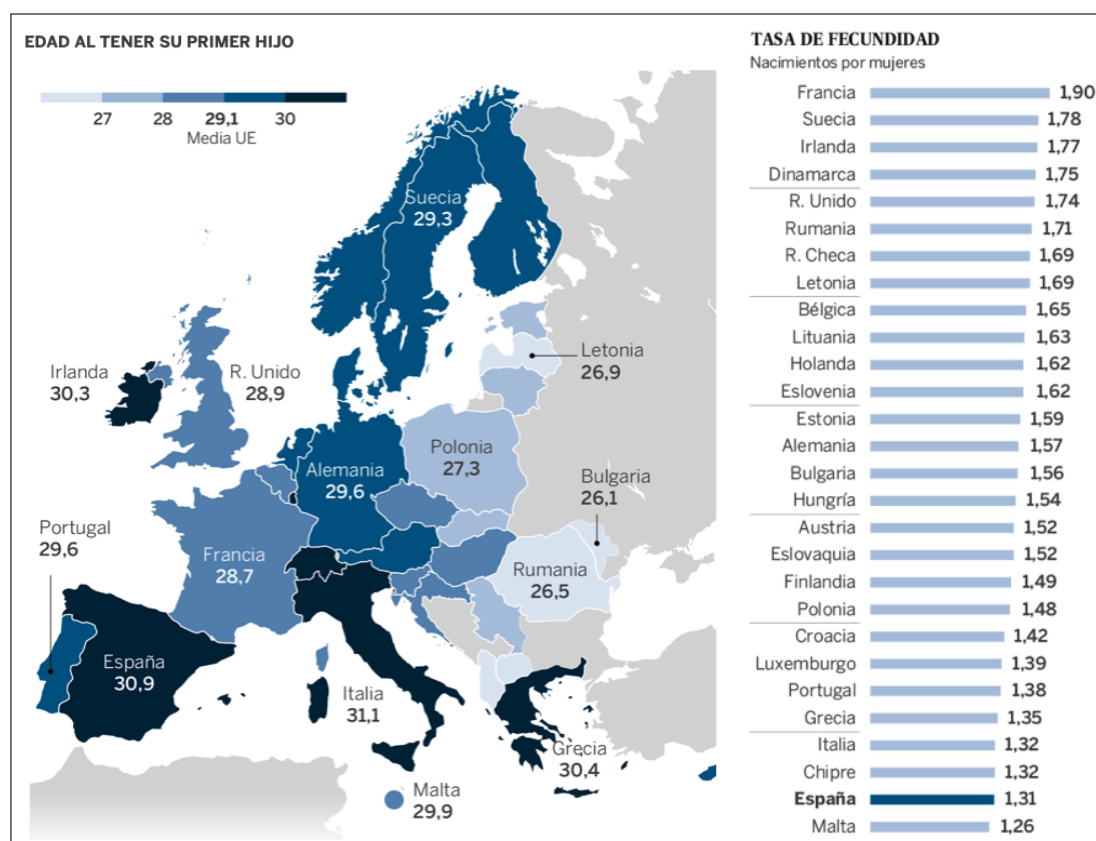 EDAD AL TENER SU PRIMER HIJO
27 28 29,1 30
Media UE
Suecia
29,3
Letonia
26,9
Irlanda
30,3
R. Unido
28,9
Polonia
27,3
Alemania
29,6
Bulgaria
26,1
Portugal
29,6
Francia
28,7
Rumania
26,5
España
30,9
Italia
31,1
Grecia
30,4
Malta
29,9
TASA DE FECUNDIDAD
Nacimientos por mujeres
Francia 1,90
Suecia 1,78
Irlanda 1,77
Dinamarca 1,75
R. Unido 1,74
Rumania 1,71
R. Checa 1,69
Letonia 1,69
Bélgica 1,65
Lituania 1,63
Holanda 1,62
Eslovenia 1,62
Estonia 1,59
Alemania 1,57
Bulgaria 1,56
Hungría 1,54
Austria 1,52
Eslovaquia 1,52
Finlandia 1,49
Polonia 1,48
Croacia 1,42
Luxemburgo 1,39
Portugal 1,38
Grecia 1,35
Italia 1,32
Chipre 1,32
España 1,31
Malta 1,26